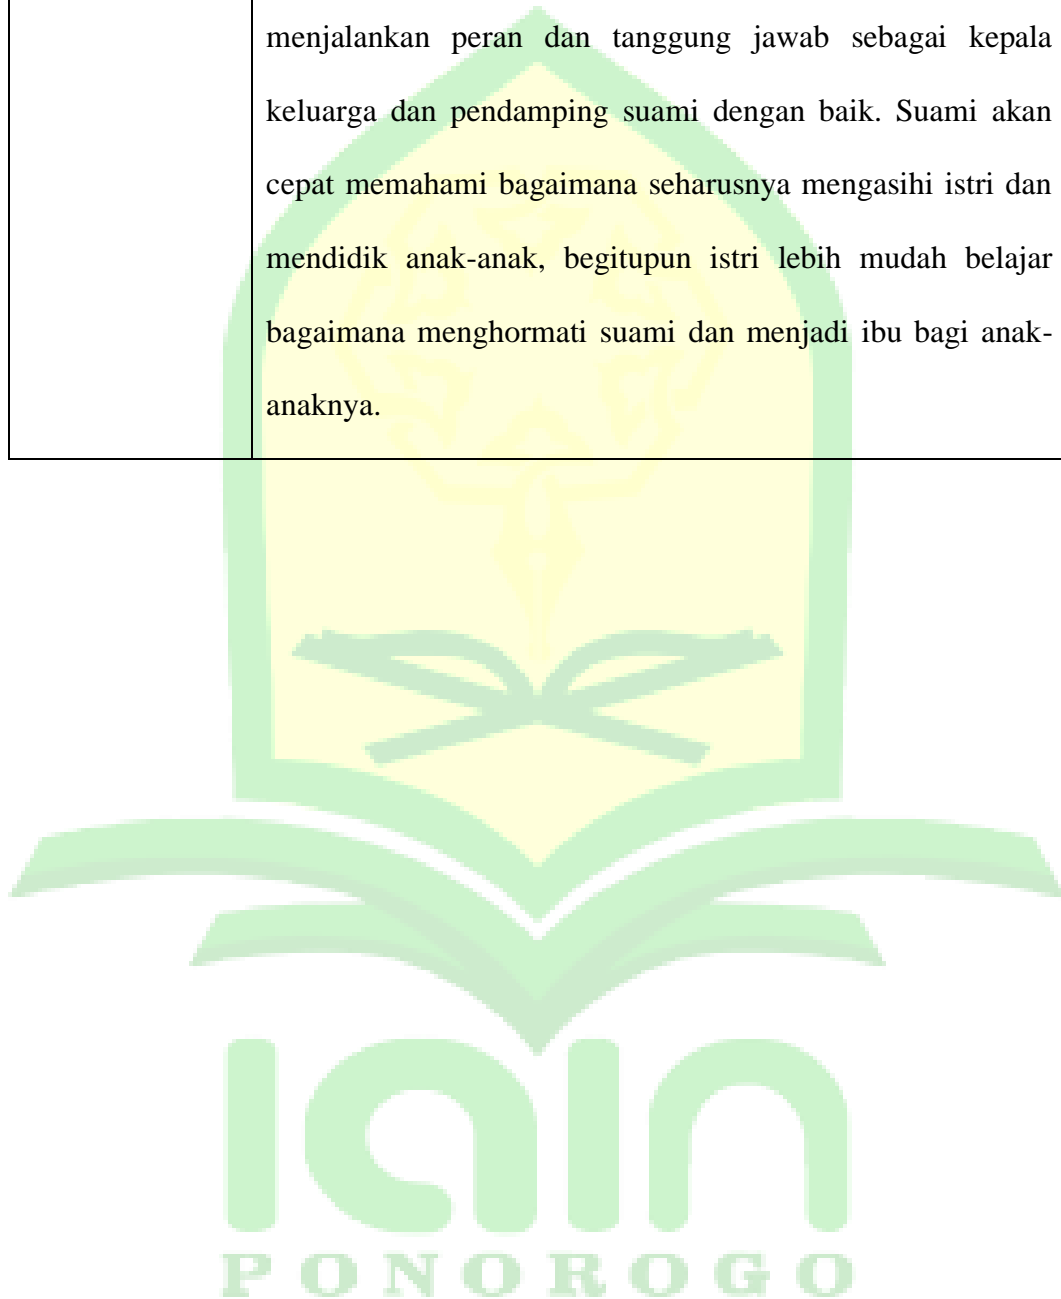 menjalankan peran dan tanggung jawab sebagai kepala
keluarga dan pendamping suami dengan baik. Suami akan
cepat memahami bagaimana seharusnya mengasihi istri dan
mendidik anak-anak, begitupun istri lebih mudah belajar
bagaimana menghormati suami dan menjadi ibu bagi anak-
anaknya.
iain
PONOROGO